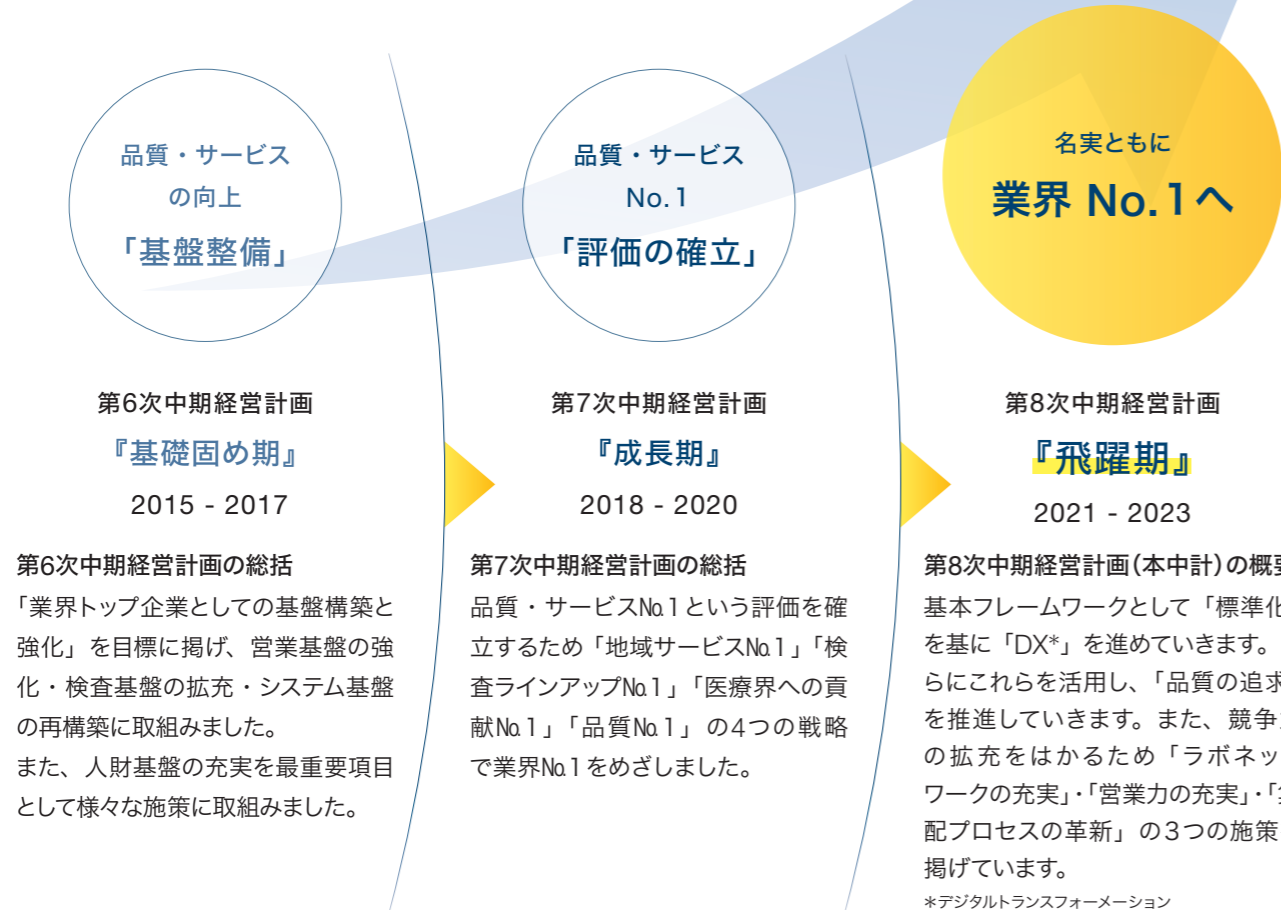 品質・サービス
の向上
「基盤整備」
第6次中期経営計画
『基礎固め期』
2015 - 2017
第6次中期経営計画の総括
「業界トップ企業としての基盤構築と
強化」を目標に掲げ、営業基盤の強
化・検査基盤の拡充・システム基盤
の再構築に取組みました。
また、人財基盤の充実を最重要項目
として様々な施策に取組みました。
品質・サービス
No.1
「評価の確立」
第7次中期経営計画
『成長期』
2018 - 2020
第7次中期経営計画の総括
品質・サービス№1という評価を確
立するため「地域サービス№1」「検
査ラインアップ№1」「医療界への貢
献№1」「品質№1」の4つの戦略
で業界№1をめざしました。
名実ともに
業界 No.1へ
第8次中期経営計画
『飛躍期』
2021 - 2023
第8次中期経営計画(本中計)の概
基本フレームワークとして「標準化
を基に「DX*」を進めていきます。
らにこれらを活用し、「品質の追求
を推進していきます。また、競争
の拡充をはかるため「ラボネッ
ワークの充実」・「営業力の充実」・「
配プロセスの革新」の3つの施策
掲げています。
*デジタルトランスフォーメーション